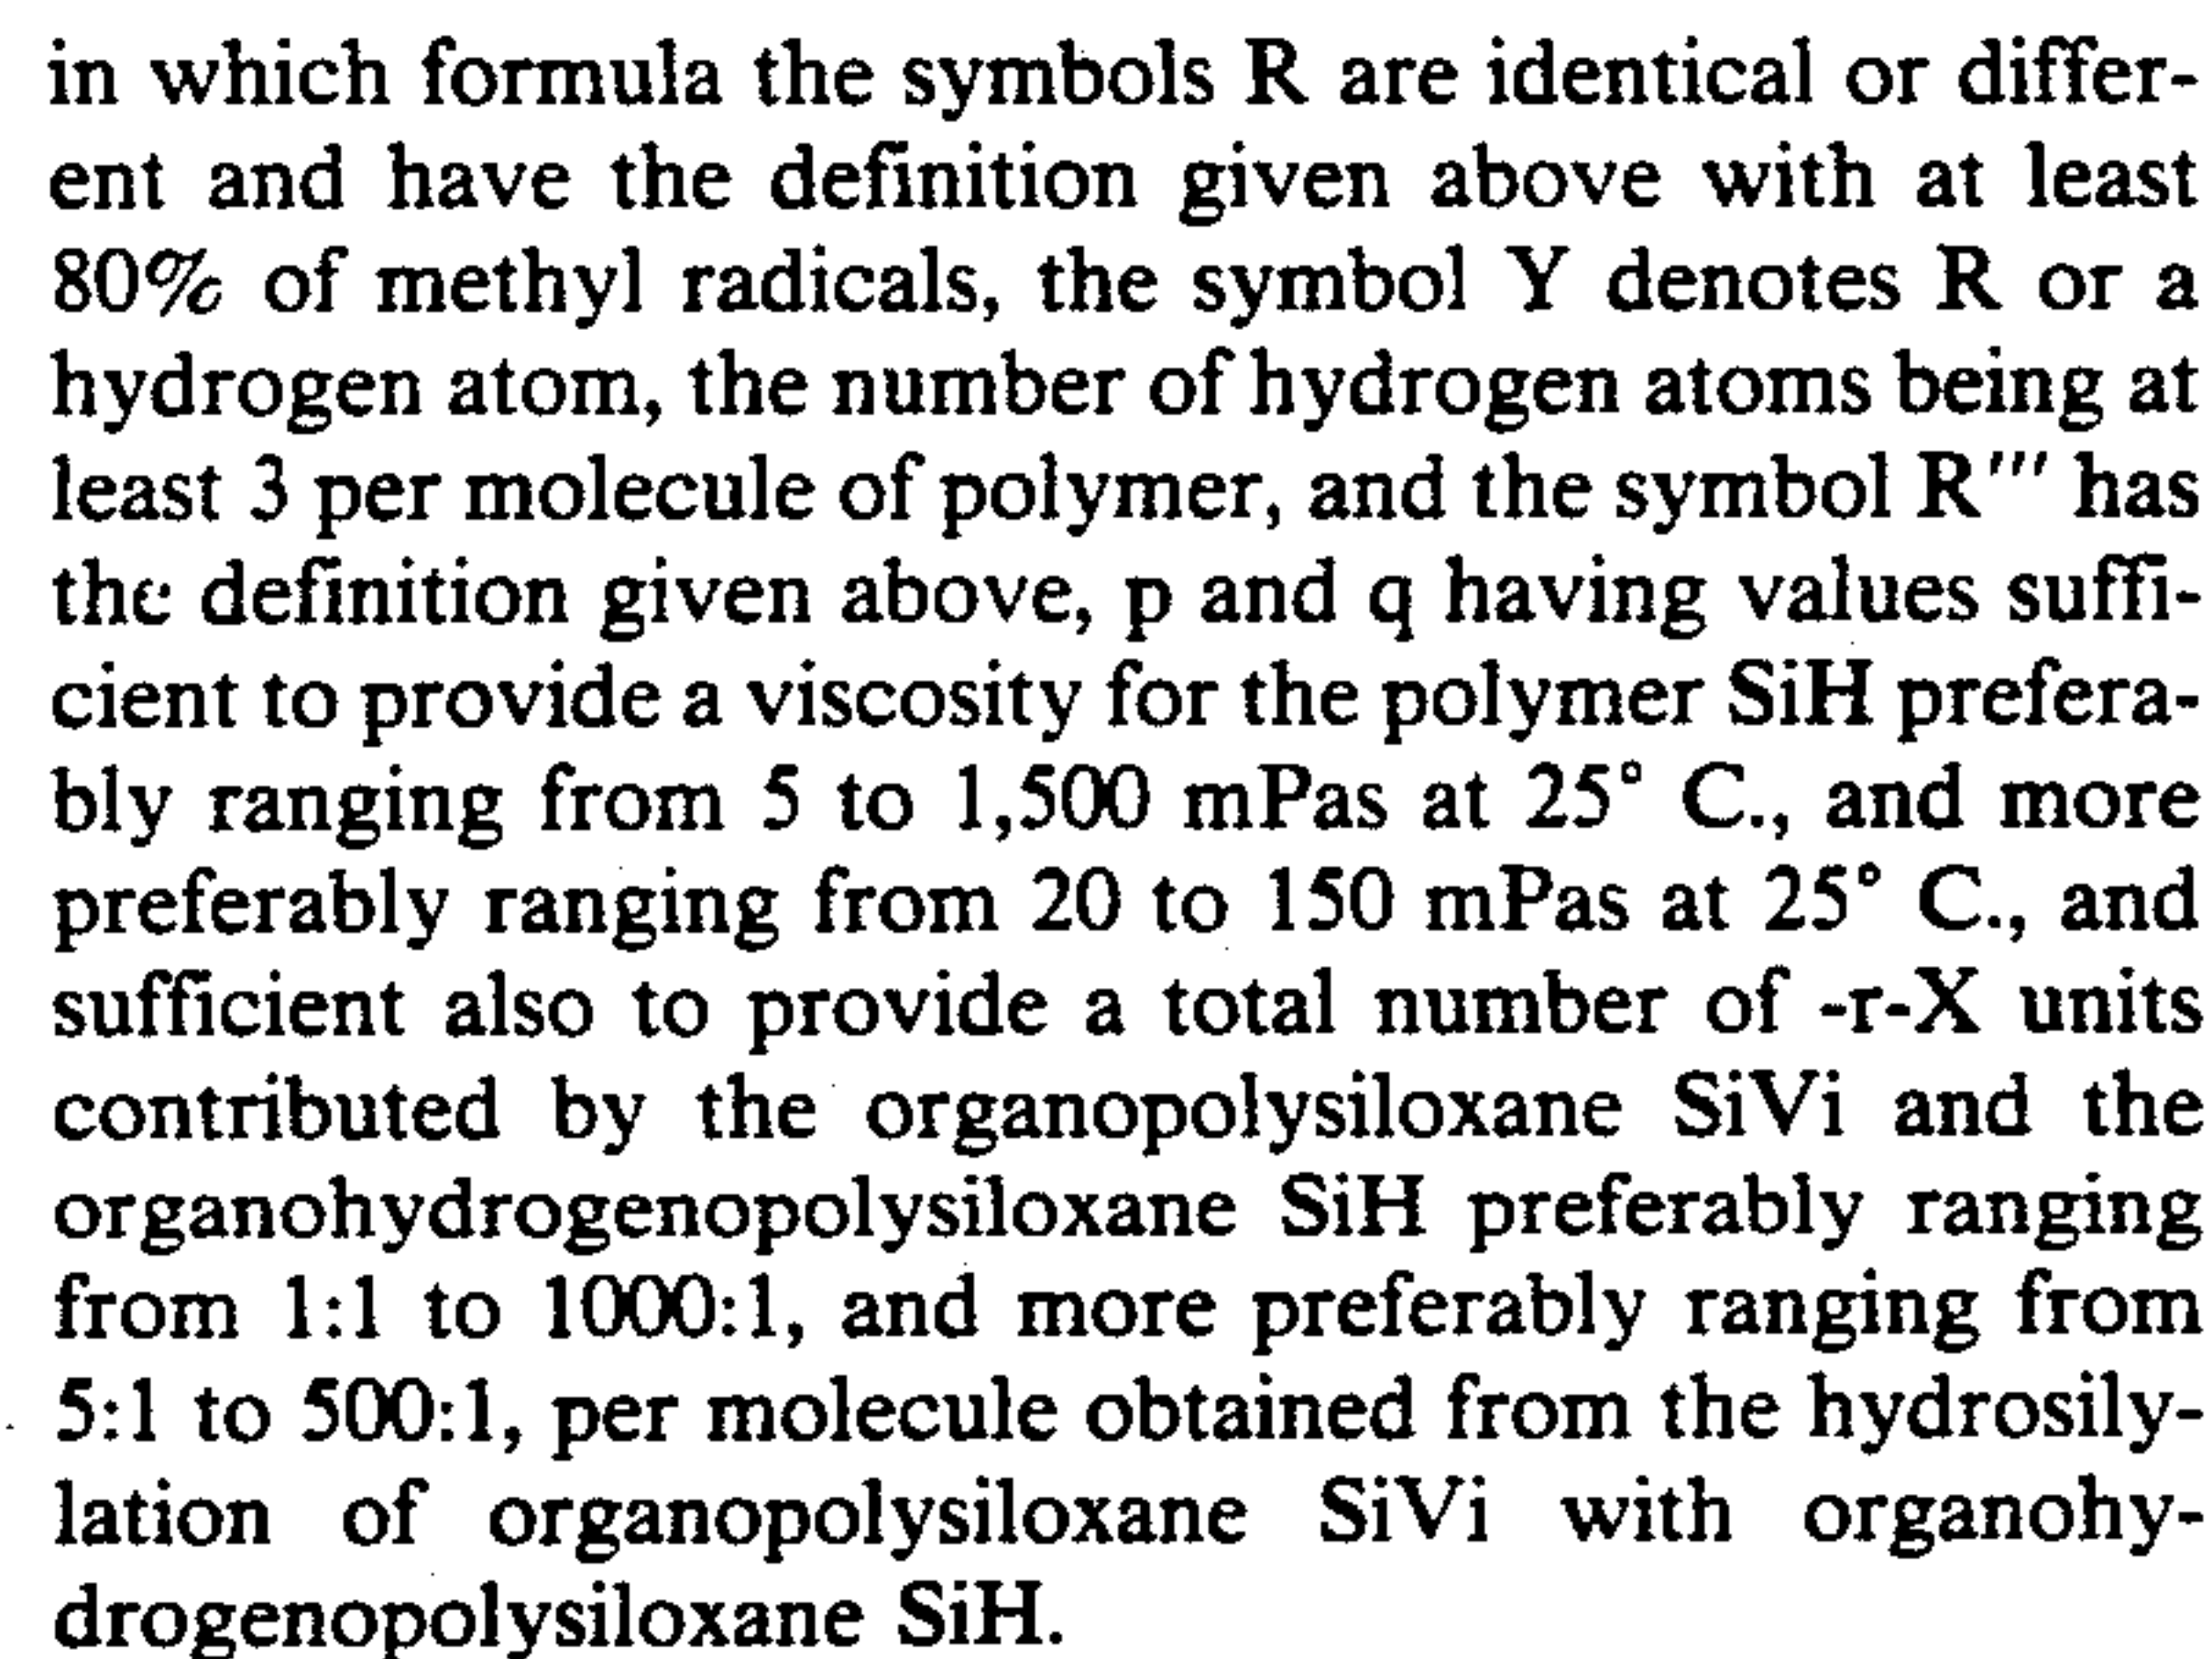 in which formula the symbols R are identical or differ-
ent and have the definition given above with at least
80% of methyl radicals, the symbol Y denotes R or a
hydrogen atom, the number of hydrogen atoms being at
least 3 per molecule of polymer, and the symbol R''' has
the definition given above, p and q having values suffi-
cient to provide a viscosity for the polymer SiH prefera-
bly ranging from 5 to 1,500 mPas at 25° C., and more
preferably ranging from 20 to 150 mPas at 25° C., and
sufficient also to provide a total number of -r-X units
contributed by the organopolysiloxane SiVi and the
organohydrogenopolysiloxane SiH preferably ranging
from 1:1 to 1000:1, and more preferably ranging from
5:1 to 500:1, per molecule obtained from the hydrosily-
lation of organopolysiloxane SiVi with organohy-
drogenopolysiloxane SiH.